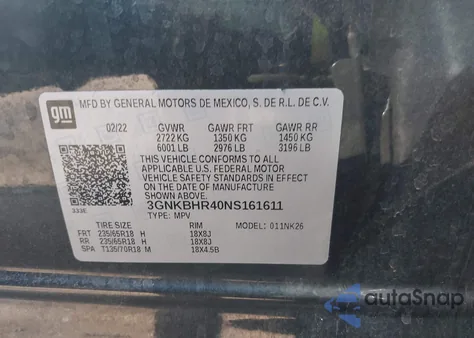 gm
MFD BY GENERAL MOTORS DE MEXICO, S. DE R.L. DE C.V.
02/22 GVWR GAWR FRT GAWR RR
2722 KG 1350 KG 1450 KG
6001 LB 2976 LB 3196 LB
THIS VEHICLE CONFORMS TO ALL
APPLICABLE U.S. FEDERAL MOTOR
VEHICLE SAFETY STANDARDS IN
EFFECT ON THE DATE OF
MANUFACTURE SHOWN ABOVE.
333E 3GNKBHR40NS161611
TYPE: MPV
TIRE SIZE RIM MODEL: 011NK26
FRT 235/65R18 H 18X8J
RR 235/65R18 H 18X8J
SPA T135/70R18 M 18X4.5B
autoSnap